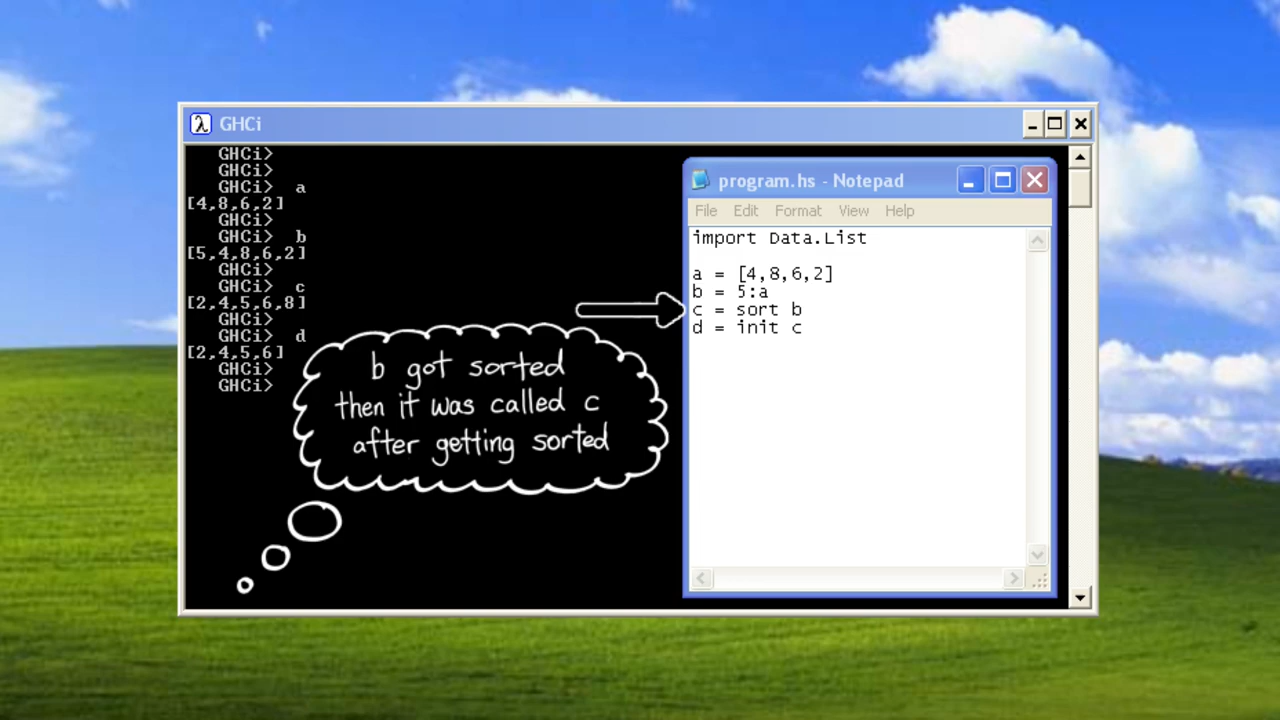 GHCi
GHCi>
GHCi>
GHCi> a
[4,8,6,2]
GHCi>
GHCi> b
[5,4,8,6,2]
GHCi>
GHCi> c
[2,4,5,6,8]
GHCi>
GHCi> d
[2,4,5,6]
GHCi>
GHCi>
b got sorted
then it was called c
after getting sorted
program.hs - Notepad
File Edit Format View Help
import Data.List
a = [4,8,6,2]
b = 5:a
c = sort b
d = init c